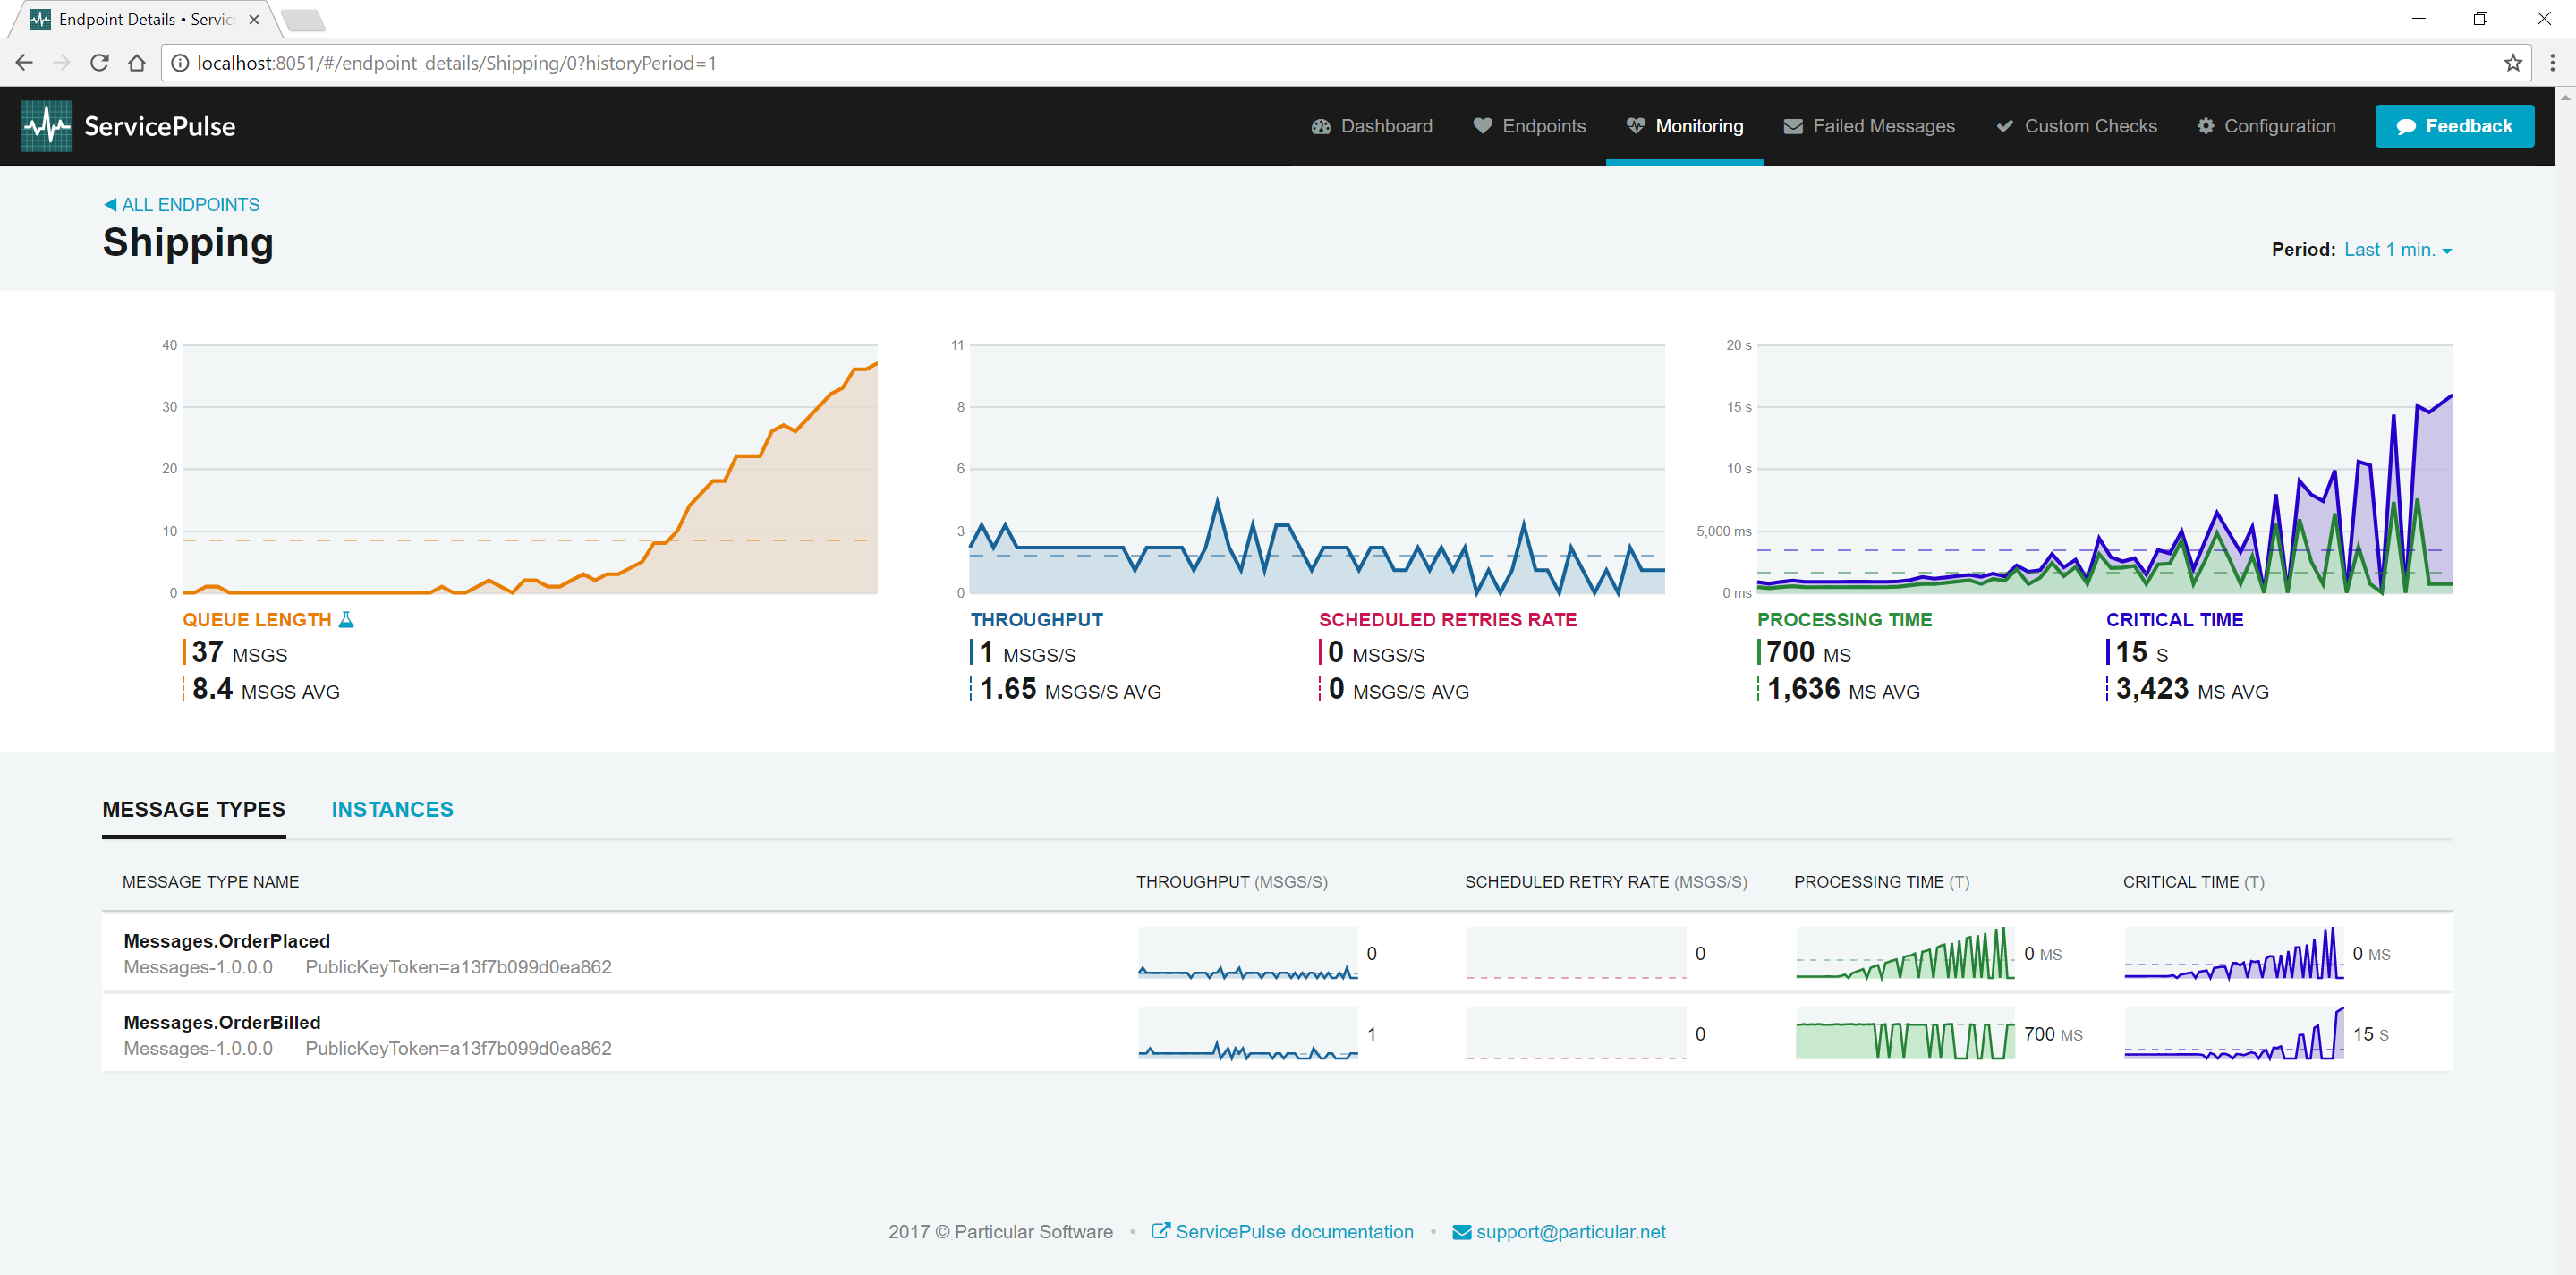 Endpoint Details • Servic
localhost:8051/#/endpoint_details/Shipping/0?historyPeriod=1
ServicePulse
Dashboard Endpoints Monitoring Failed Messages Custom Checks Configuration Feedback
ALL ENDPOINTS
Shipping
Period: Last 1 min.
40
30
20
10
0
11
8
6
3
0
20 s
15 s
10 s
5,000 ms
0 ms
QUEUE LENGTH
37 MSGS
8.4 MSGS AVG
THROUGHPUT
1 MSGS/S
1.65 MSGS/S AVG
SCHEDULED RETRIES RATE
0 MSGS/S
0 MSGS/S AVG
PROCESSING TIME
700 MS
1,636 MS AVG
CRITICAL TIME
15 S
3,423 MS AVG
MESSAGE TYPES INSTANCES
MESSAGE TYPE NAME THROUGHPUT (MSGS/S) SCHEDULED RETRY RATE (MSGS/S) PROCESSING TIME (T) CRITICAL TIME (T)
Messages.OrderPlaced
Messages-1.0.0.0 PublicKeyToken=a13f7b099d0ea862
0 0 0 MS 0 MS
Messages.OrderBilled
Messages-1.0.0.0 PublicKeyToken=a13f7b099d0ea862
1 0 700 MS 15 S
2017 © Particular Software • ServicePulse documentation • support@particular.net